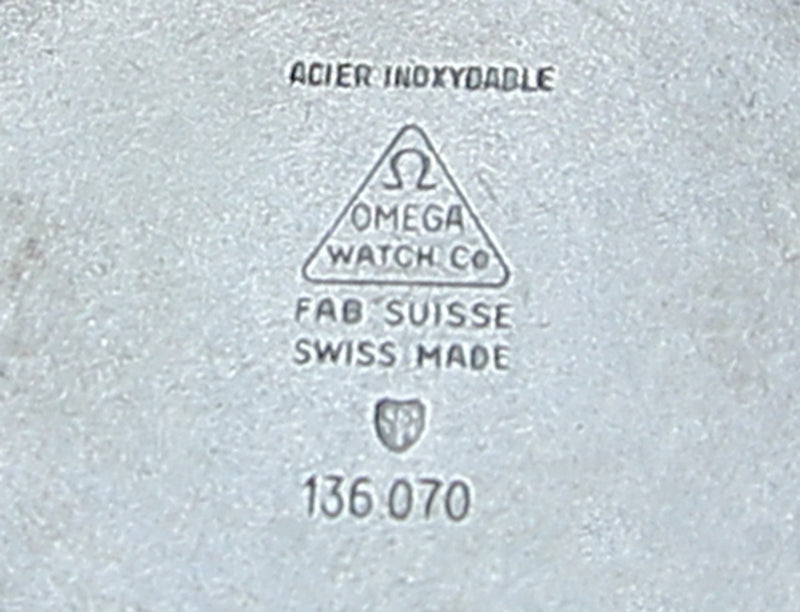 ACIER INOXYDABLE
Ω
OMEGA
WATCH Co
FAB SUISSE
SWISS MADE
136.070